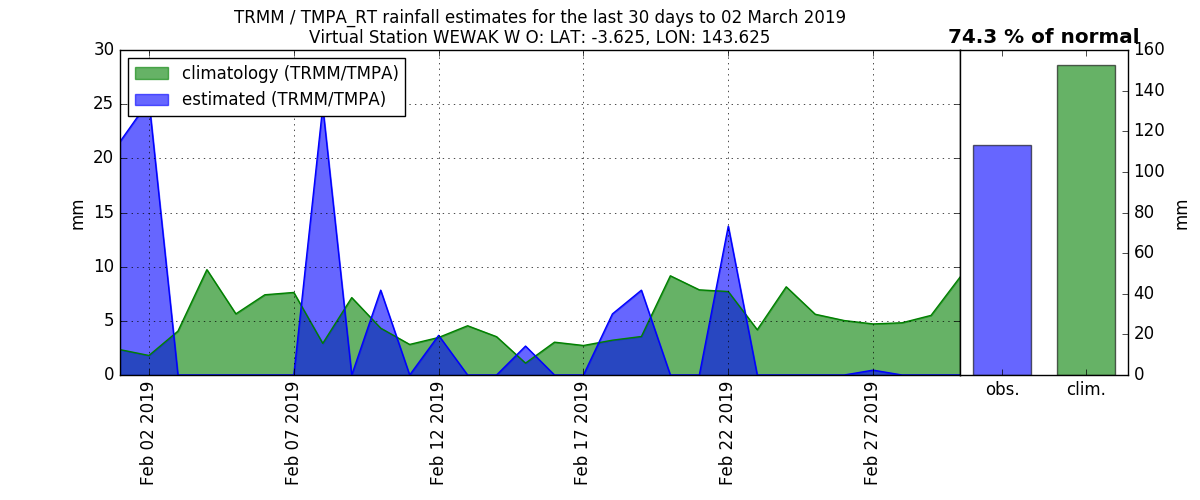 TRMM / TMPA_RT rainfall estimates for the last 30 days to 02 March 2019
Virtual Station WEWAK W O: LAT: -3.625, LON: 143.625
74.3 % of normal
climatology (TRMM/TMPA)
estimated (TRMM/TMPA)
30
25
20
15
10
5
0
mm
Feb 02 2019
Feb 07 2019
Feb 12 2019
Feb 17 2019
Feb 22 2019
Feb 27 2019
obs.
clim.
160
140
120
100
80
60
40
20
0
mm